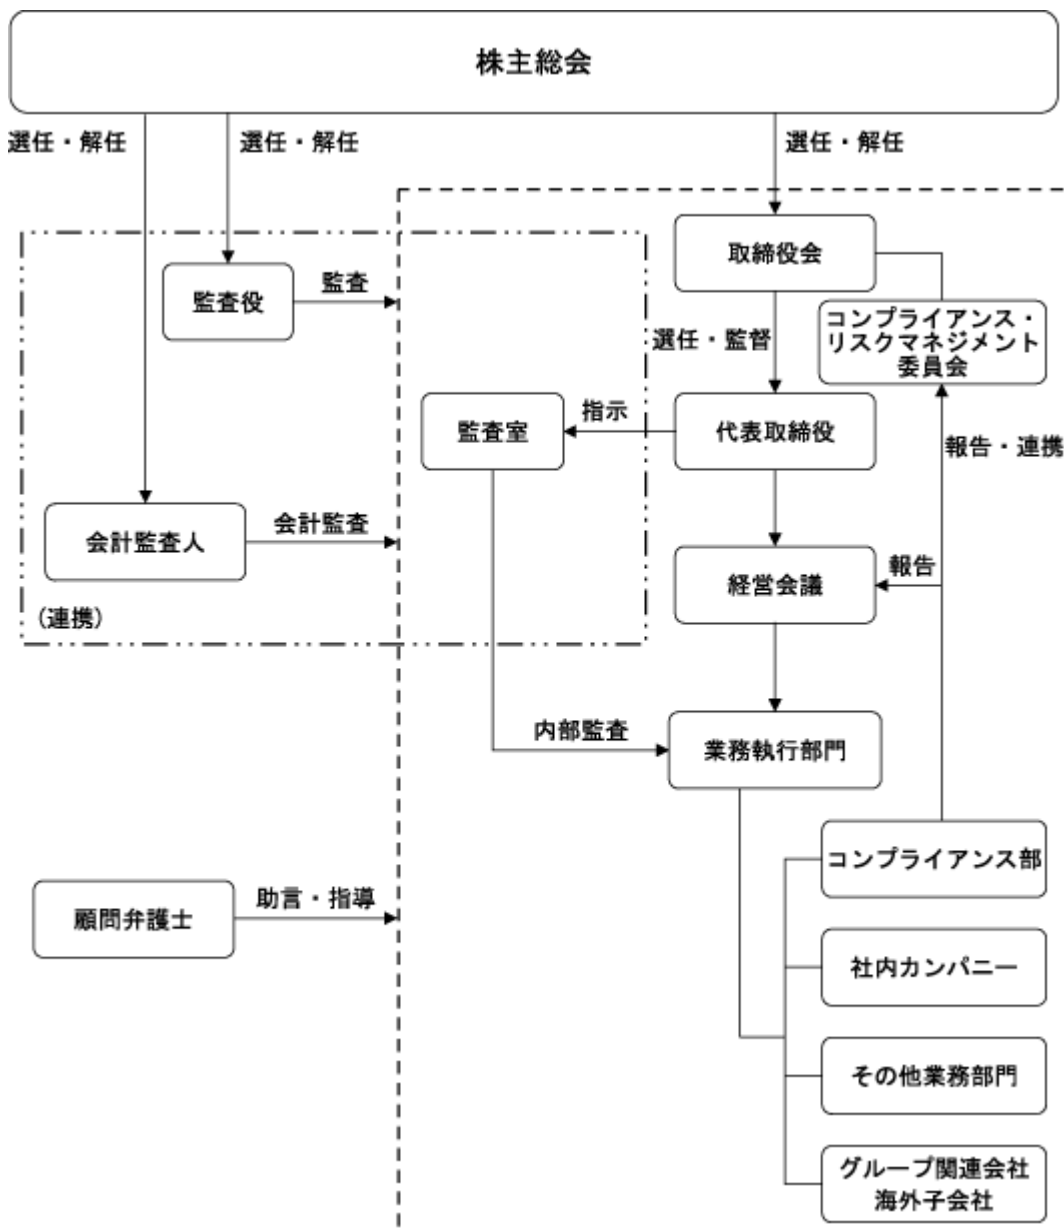 株主総会
選任・解任
選任・解任
選任・解任
取締役会
監査役
監査
コンプライアンス・
リスクマネジメント
委員会
選任・監督
監査室
指示
代表取締役
報告・連携
会計監査人
会計監査
経営会議
報告
(連携)
内部監査
業務執行部門
コンプライアンス部
顧問弁護士
助言・指導
社内カンパニー
その他業務部門
グループ関連会社
海外子会社